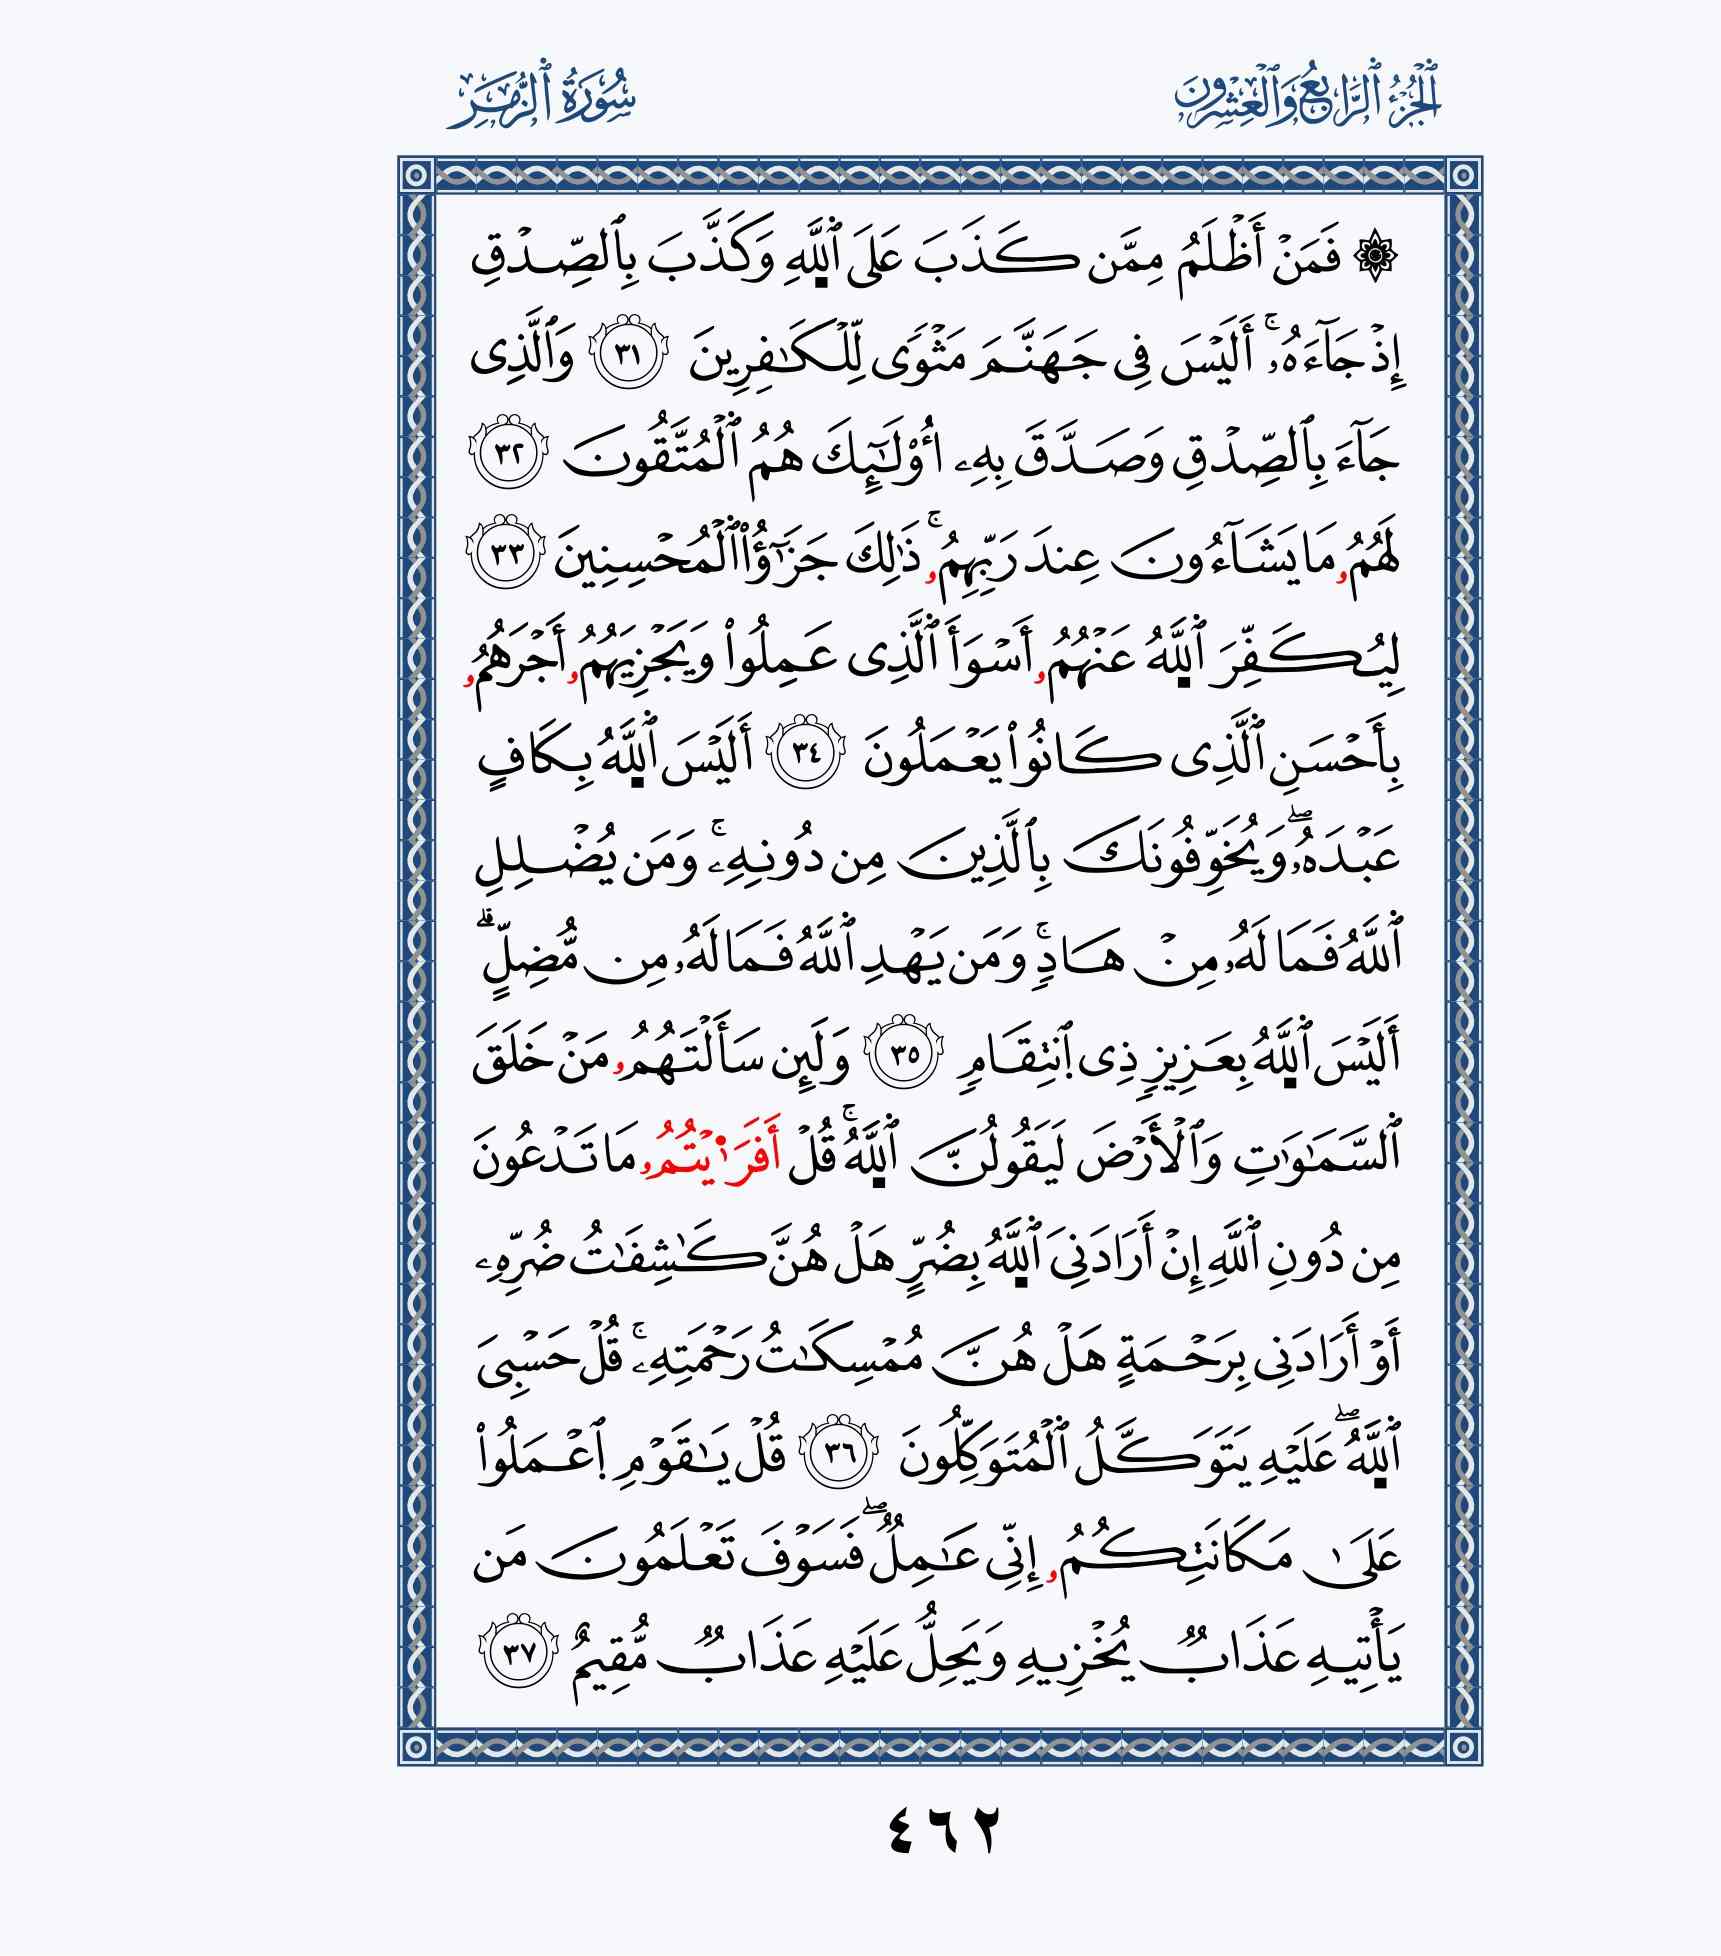 ٱلْجُزْءُ ٱلرَّابِعُ وَٱلْعِشْرُونَ
سُورَةُ ٱلزُّمَرِ
۞ فَمَنْ أَظْلَمُ مِمَّن كَذَبَ عَلَى ٱللَّهِ وَكَذَّبَ بِٱلصِّدْقِ
إِذْ جَآءَهُۥٓۚ أَلَيْسَ فِى جَهَنَّمَ مَثْوًى لِّلْكَٰفِرِينَ ٣١ وَٱلَّذِى
جَآءَ بِٱلصِّدْقِ وَصَدَّقَ بِهِۦ أُوْلَٰٓئِكَ هُمُ ٱلْمُتَّقُونَ ٣٢
لَهُمُۥ مَا يَشَآءُونَ عِندَ رَبِّهِمُۥۚ ذَٰلِكَ جَزَٰٓؤُاْ ٱلْمُحْسِنِينَ ٣٣
لِيُكَفِّرَ ٱللَّهُ عَنْهُمُۥ أَسْوَأَ ٱلَّذِى عَمِلُواْ وَيَجْزِيَهُمُۥ أَجْرَهُمُۥ
بِأَحْسَنِ ٱلَّذِى كَانُواْ يَعْمَلُونَ ٣٤ أَلَيْسَ ٱللَّهُ بِكَافٍ
عَبْدَهُۥۖ وَيُخَوِّفُونَكَ بِٱلَّذِينَ مِن دُونِهِۦۚ وَمَن يُضْلِلِ
ٱللَّهُ فَمَا لَهُۥ مِنْ هَادٍۚ وَمَن يَهْدِ ٱللَّهُ فَمَا لَهُۥ مِن مُّضِلٍّۗ
أَلَيْسَ ٱللَّهُ بِعَزِيزٍ ذِى ٱنتِقَامٍ ٣٥ وَلَئِن سَأَلْتَهُمُۥ مَنْ خَلَقَ
ٱلسَّمَٰوَٰتِ وَٱلْأَرْضَ لَيَقُولُنَّ ٱللَّهُۚ قُلْ أَفَرَٰيْتُمُۥ مَا تَدْعُونَ
مِن دُونِ ٱللَّهِ إِنْ أَرَادَنِىَ ٱللَّهُ بِضُرٍّ هَلْ هُنَّ كَٰشِفَٰتُ ضُرِّهِۦ
أَوْ أَرَادَنِى بِرَحْمَةٍ هَلْ هُنَّ مُمْسِكَٰتُ رَحْمَتِهِۦۚ قُلْ حَسْبِىَ
ٱللَّهُۖ عَلَيْهِ يَتَوَكَّلُ ٱلْمُتَوَكِّلُونَ ٣٦ قُلْ يَٰقَوْمِ ٱعْمَلُواْ
عَلَىٰ مَكَانَتِكُمُۥ إِنِّى عَٰمِلٌۖ فَسَوْفَ تَعْلَمُونَ مَن
يَأْتِيهِ عَذَابٌ يُخْزِيهِ وَيَحِلُّ عَلَيْهِ عَذَابٌ مُّقِيمٌ ٣٧
٤٦٢